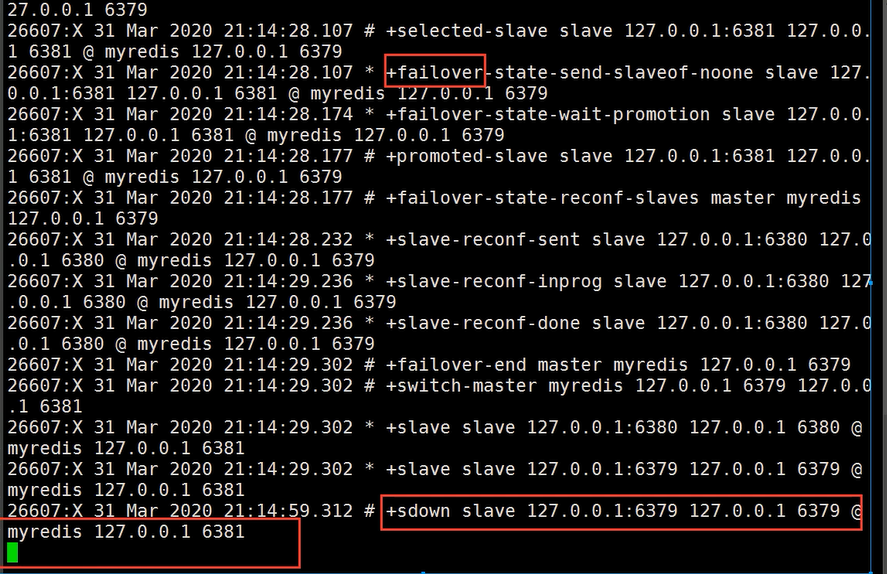 27.0.0.1 6379
26607:X 31 Mar 2020 21:14:28.107 # +selected-slave slave 127.0.0.1:6381 127.0.0.
1 6381 @ myredis 127.0.0.1 6379
26607:X 31 Mar 2020 21:14:28.107 * +failover-state-send-slaveof-noone slave 127.
0.0.1:6381 127.0.0.1 6381 @ myredis 127.0.0.1 6379
26607:X 31 Mar 2020 21:14:28.174 * +failover-state-wait-promotion slave 127.0.0.
1:6381 127.0.0.1 6381 @ myredis 127.0.0.1 6379
26607:X 31 Mar 2020 21:14:28.177 # +promoted-slave slave 127.0.0.1:6381 127.0.0.
1 6381 @ myredis 127.0.0.1 6379
26607:X 31 Mar 2020 21:14:28.177 # +failover-state-reconf-slaves master myredis
127.0.0.1 6379
26607:X 31 Mar 2020 21:14:28.232 * +slave-reconf-sent slave 127.0.0.1:6380 127.0
.0.1 6380 @ myredis 127.0.0.1 6379
26607:X 31 Mar 2020 21:14:29.236 * +slave-reconf-inprog slave 127.0.0.1:6380 127
.0.0.1 6380 @ myredis 127.0.0.1 6379
26607:X 31 Mar 2020 21:14:29.236 * +slave-reconf-done slave 127.0.0.1:6380 127.0
.0.1 6380 @ myredis 127.0.0.1 6379
26607:X 31 Mar 2020 21:14:29.302 # +failover-end master myredis 127.0.0.1 6379
26607:X 31 Mar 2020 21:14:29.302 # +switch-master myredis 127.0.0.1 6379 127.0.0
.1 6381
26607:X 31 Mar 2020 21:14:29.302 * +slave slave 127.0.0.1:6380 127.0.0.1 6380 @
myredis 127.0.0.1 6381
26607:X 31 Mar 2020 21:14:29.302 * +slave slave 127.0.0.1:6379 127.0.0.1 6379 @
myredis 127.0.0.1 6381
26607:X 31 Mar 2020 21:14:59.312 # +sdown slave 127.0.0.1:6379 127.0.0.1 6379 @
myredis 127.0.0.1 6381